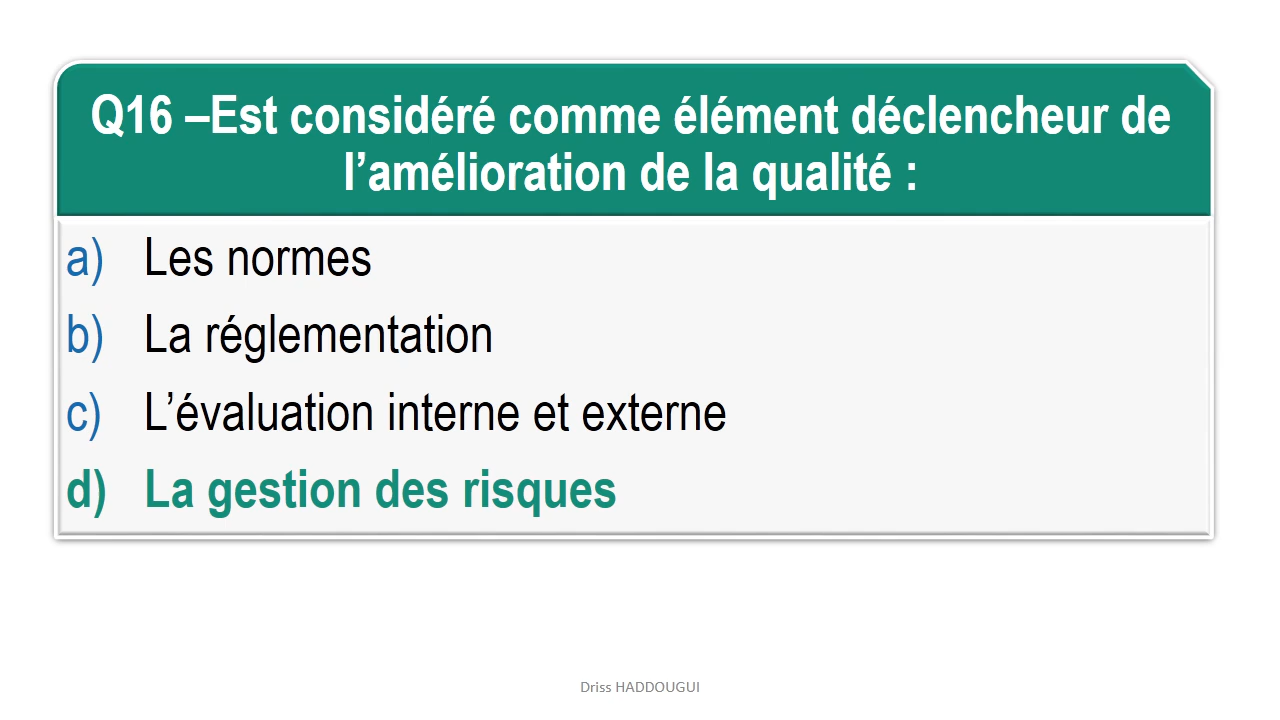 Q16 –Est considéré comme élément déclencheur de
l’amélioration de la qualité :
a) Les normes
b) La réglementation
c) L’évaluation interne et externe
d) La gestion des risques
Driss HADDOUGUI